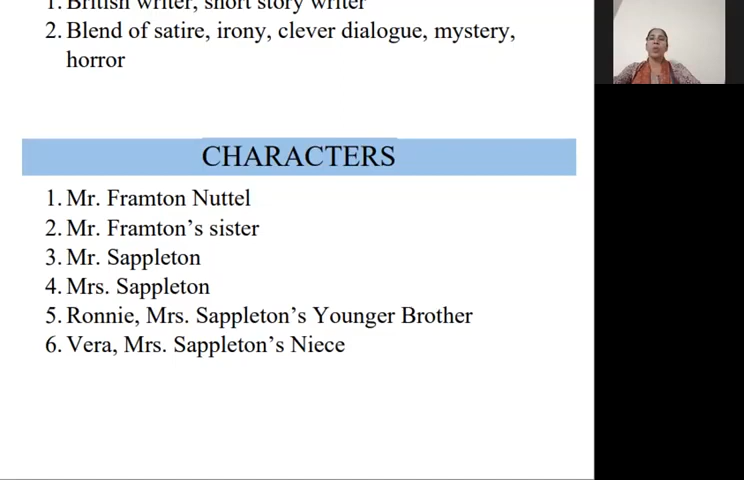 1. British writer, short story writer
2. Blend of satire, irony, clever dialogue, mystery,
horror
CHARACTERS
1. Mr. Framton Nuttel
2. Mr. Framton's sister
3. Mr. Sappleton
4. Mrs. Sappleton
5. Ronnie, Mrs. Sappleton's Younger Brother
6. Vera, Mrs. Sappleton's Niece